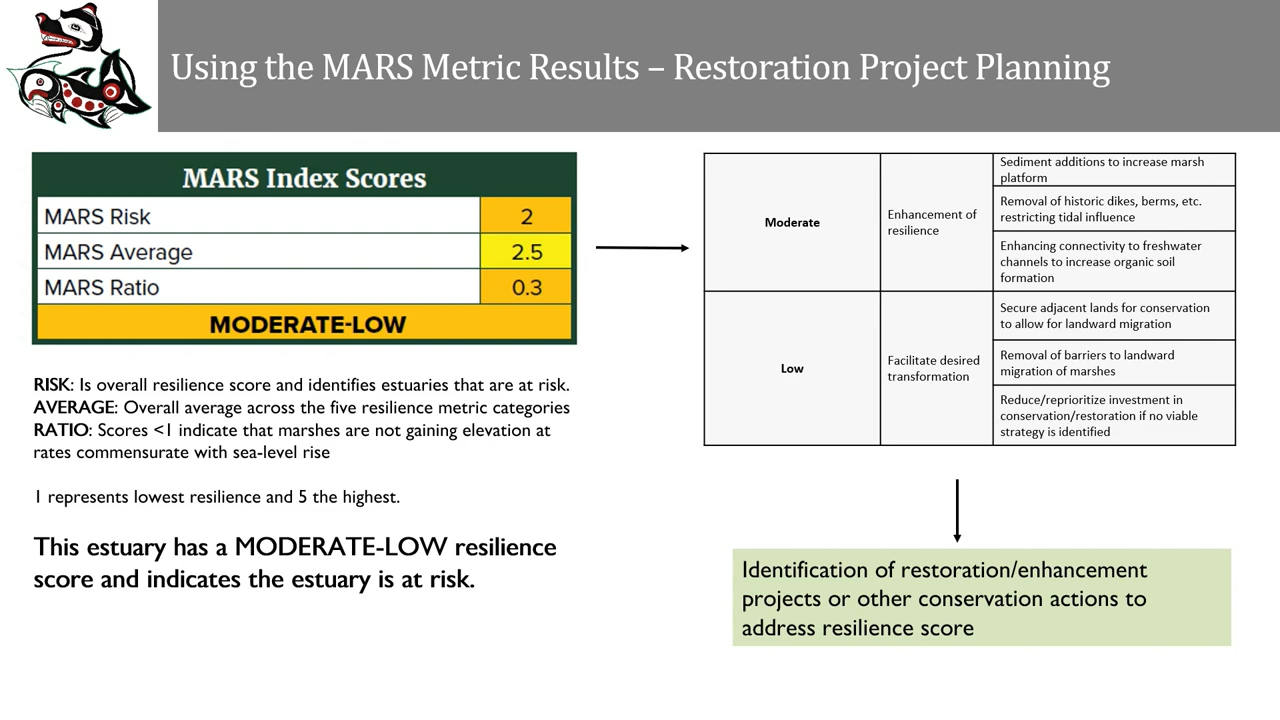 Using the MARS Metric Results – Restoration Project Planning
MARS Index Scores
MARS Risk 2
MARS Average 2.5
MARS Ratio 0.3
MODERATE-LOW
RISK: Is overall resilience score and identifies estuaries that are at risk.
AVERAGE: Overall average across the five resilience metric categories
RATIO: Scores <1 indicate that marshes are not gaining elevation at
rates commensurate with sea-level rise
1 represents lowest resilience and 5 the highest.
This estuary has a MODERATE-LOW resilience
score and indicates the estuary is at risk.
Moderate
Enhancement of
resilience
Sediment additions to increase marsh
platform
Removal of historic dikes, berms, etc.
restricting tidal influence
Enhancing connectivity to freshwater
channels to increase organic soil
formation
Low
Facilitate desired
transformation
Secure adjacent lands for conservation
to allow for landward migration
Removal of barriers to landward
migration of marshes
Reduce/reprioritize investment in
conservation/restoration if no viable
strategy is identified
Identification of restoration/enhancement
projects or other conservation actions to
address resilience score